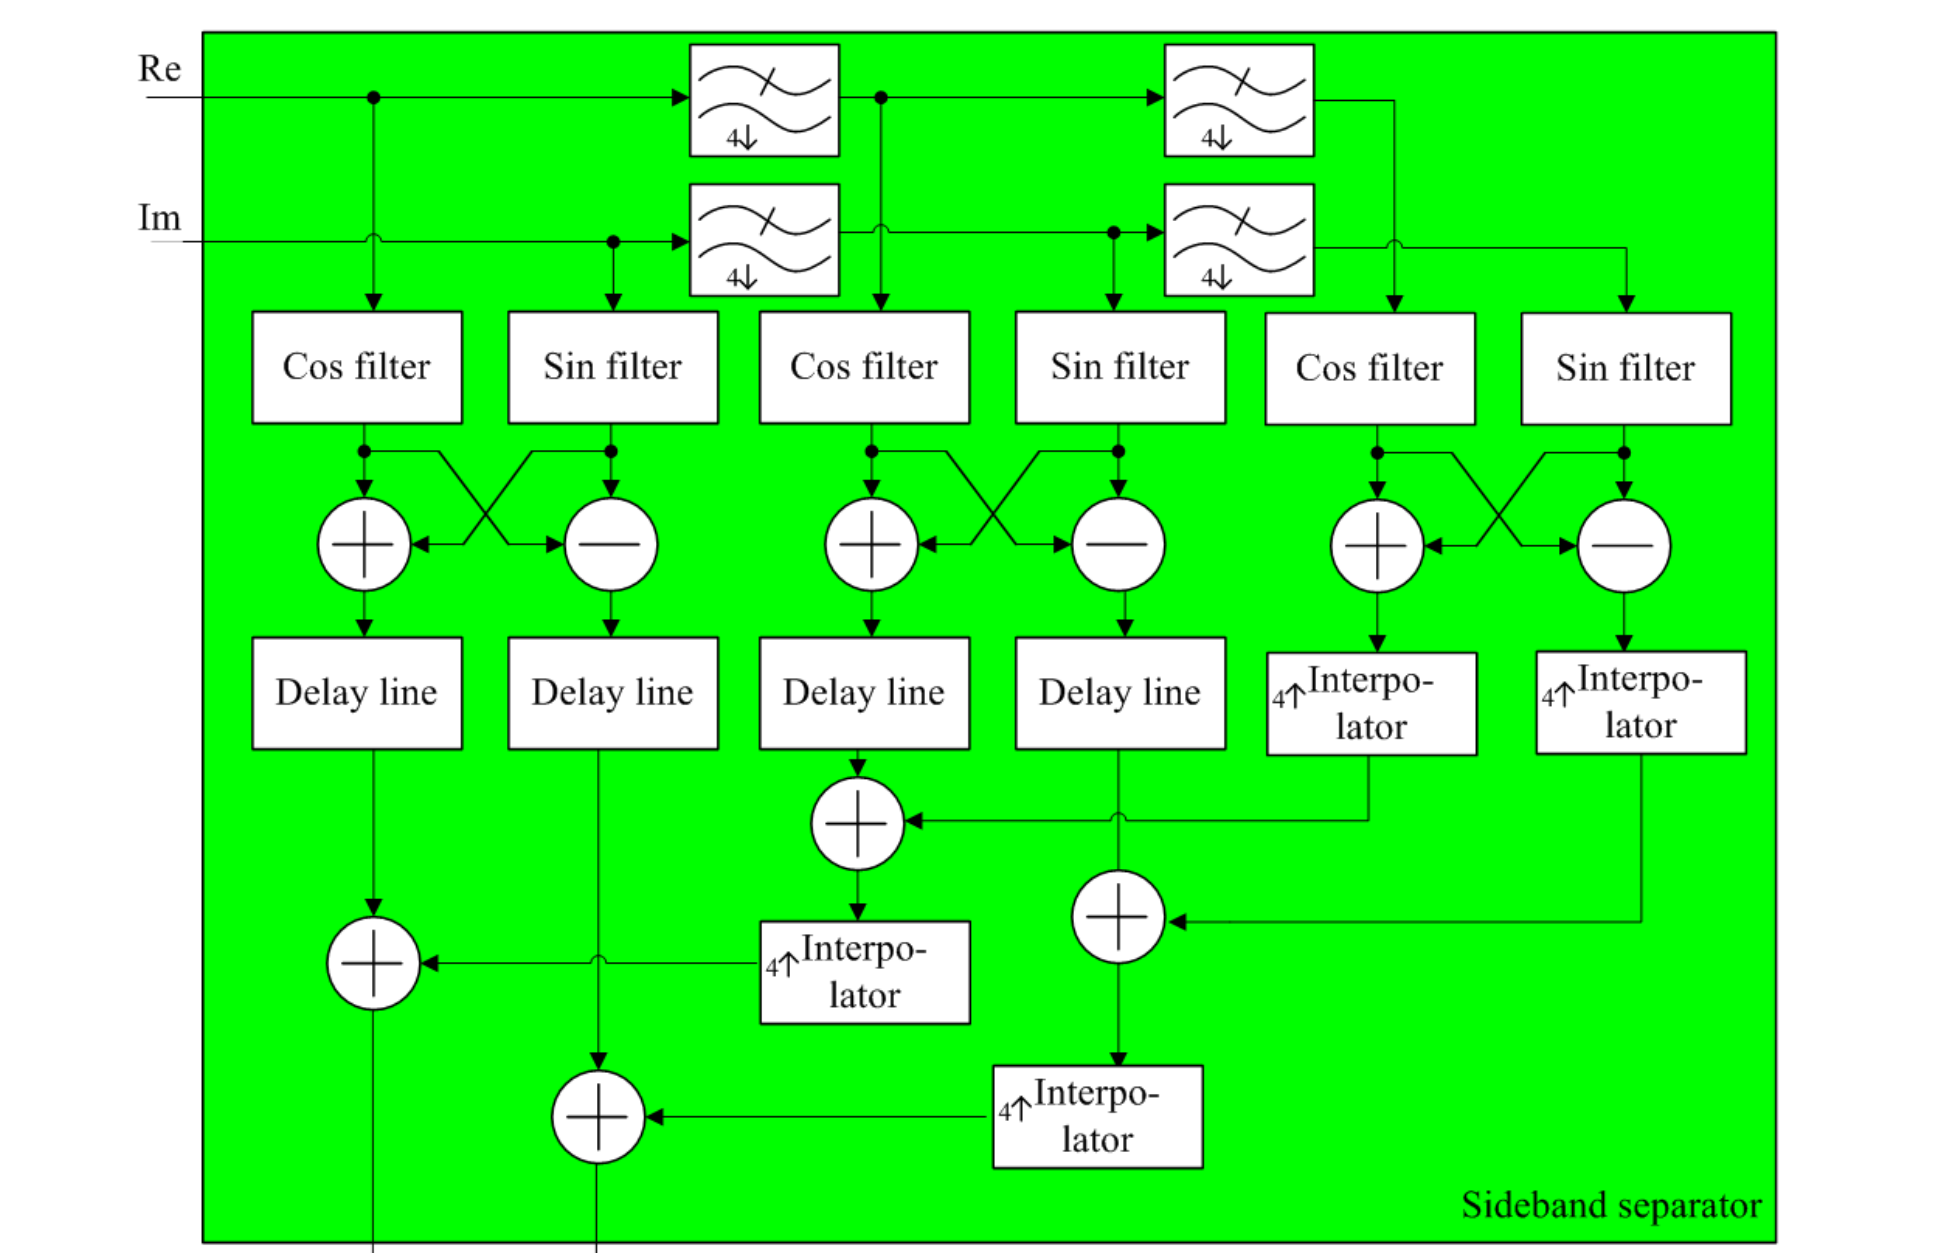 Re
4↓
4↓
Im
4↓
4↓
Cos filter
Sin filter
Cos filter
Sin filter
Cos filter
Sin filter
Delay line
Delay line
Delay line
Delay line
4↑ Interpo-
lator
4↑ Interpo-
lator
4↑ Interpo-
lator
4↑ Interpo-
lator
Sideband separator